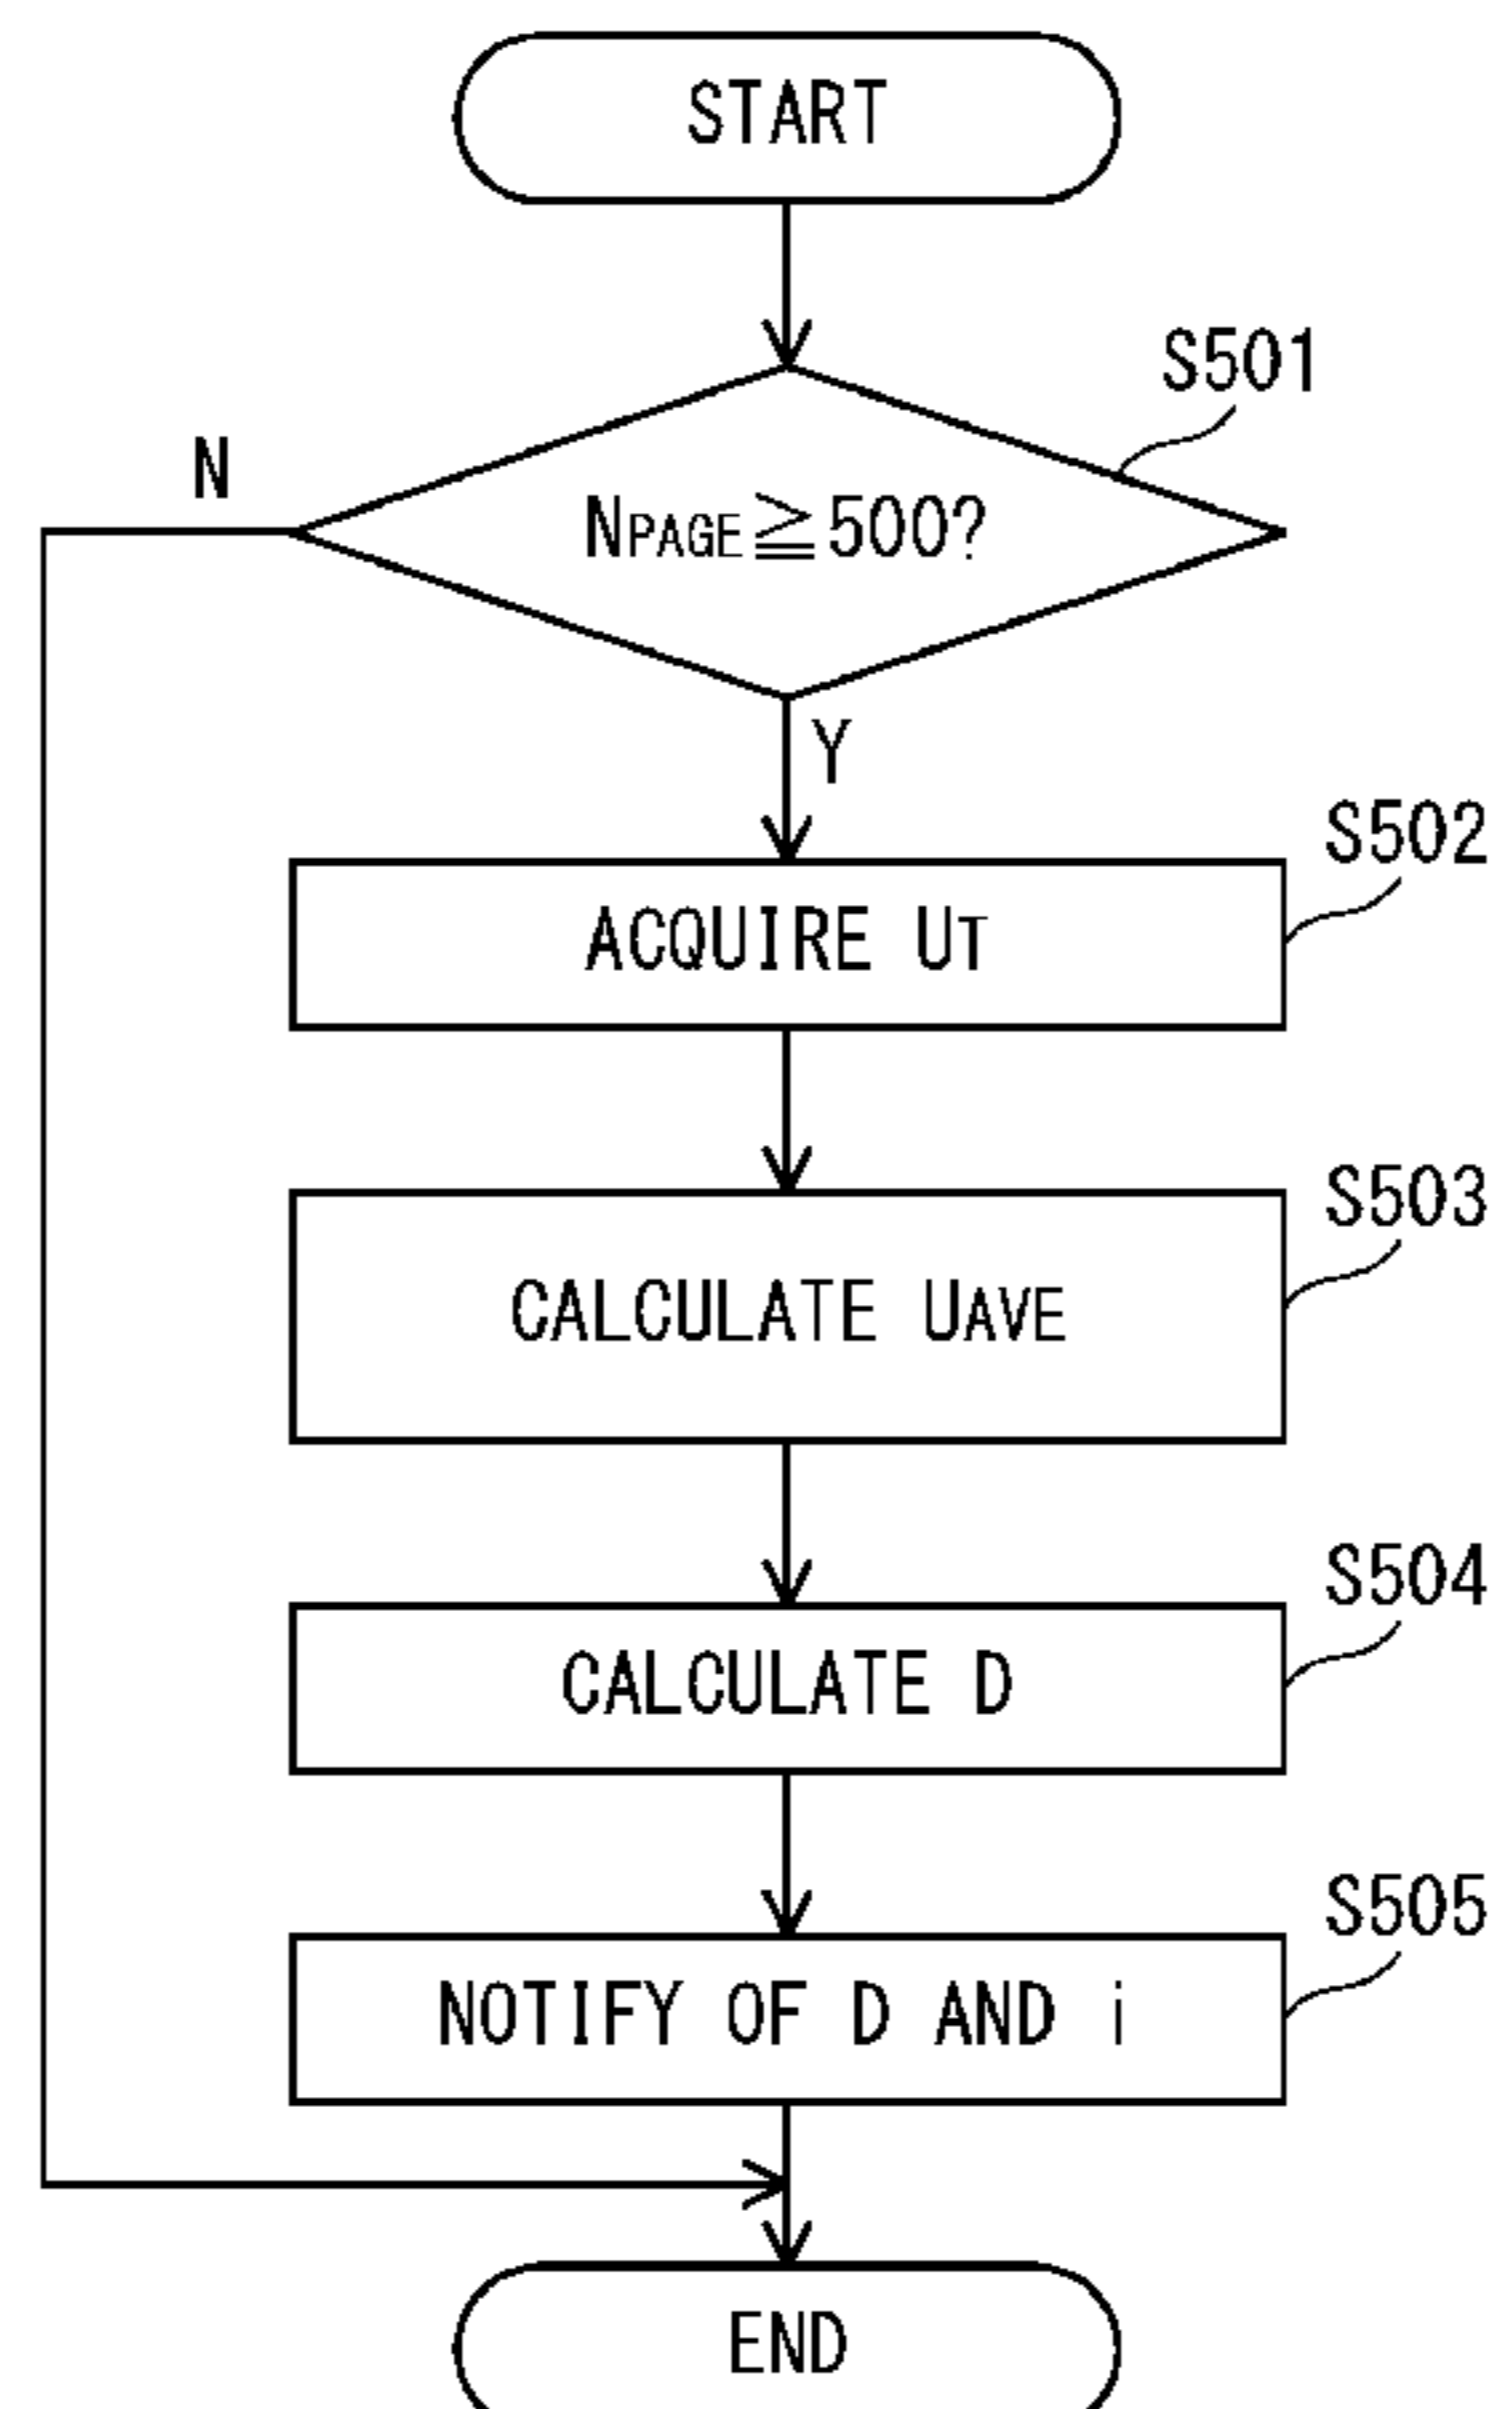 START
S501
N
NPAGE≧500?
Y
S502
ACQUIRE UT
S503
CALCULATE UAVE
S504
CALCULATE D
S505
NOTIFY OF D AND i
END